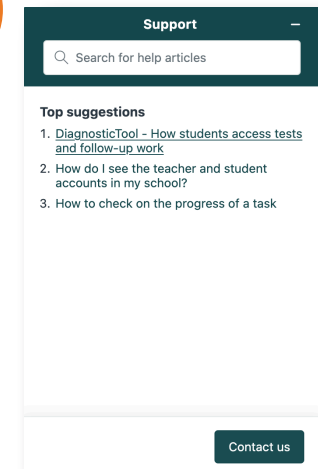 Support
Search for help articles
Top suggestions
1. DiagnosticTool - How students access tests
and follow-up work
2. How do I see the teacher and student
accounts in my school?
3. How to check on the progress of a task
Contact us